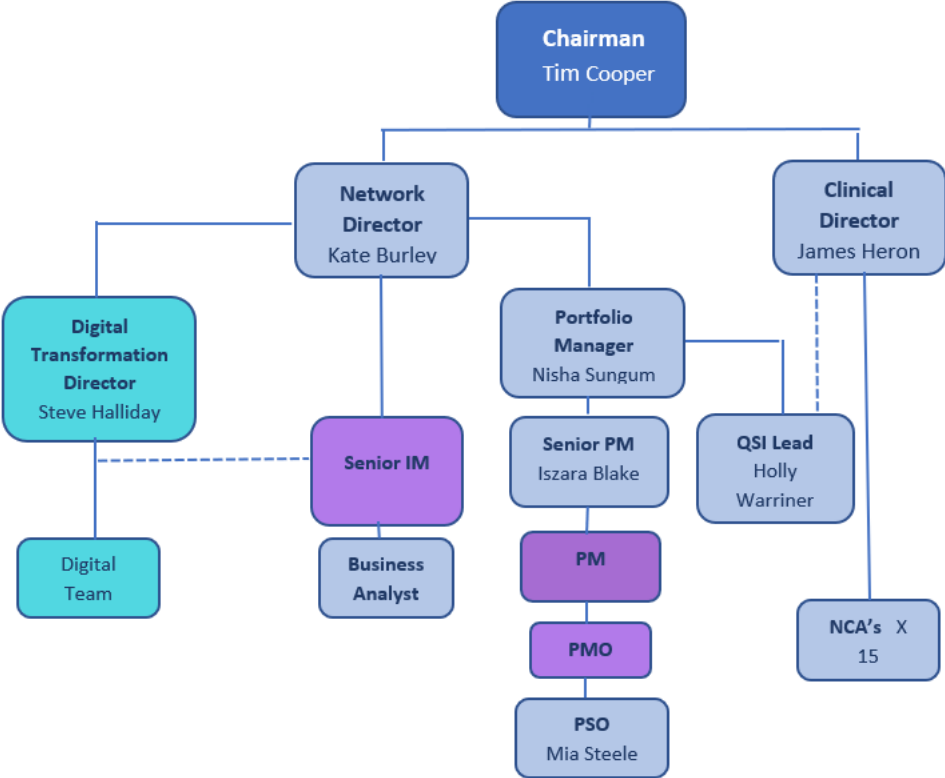 Chairman
Tim Cooper
Network
Director
Kate Burley
Clinical
Director
James Heron
Digital
Transformation
Director
Steve Halliday
Portfolio
Manager
Nisha Sungum
Senior IM
Senior PM
Iszara Blake
QSI Lead
Holly
Warriner
Digital
Team
Business
Analyst
PM
NCA's X
15
PMO
PSO
Mia Steele